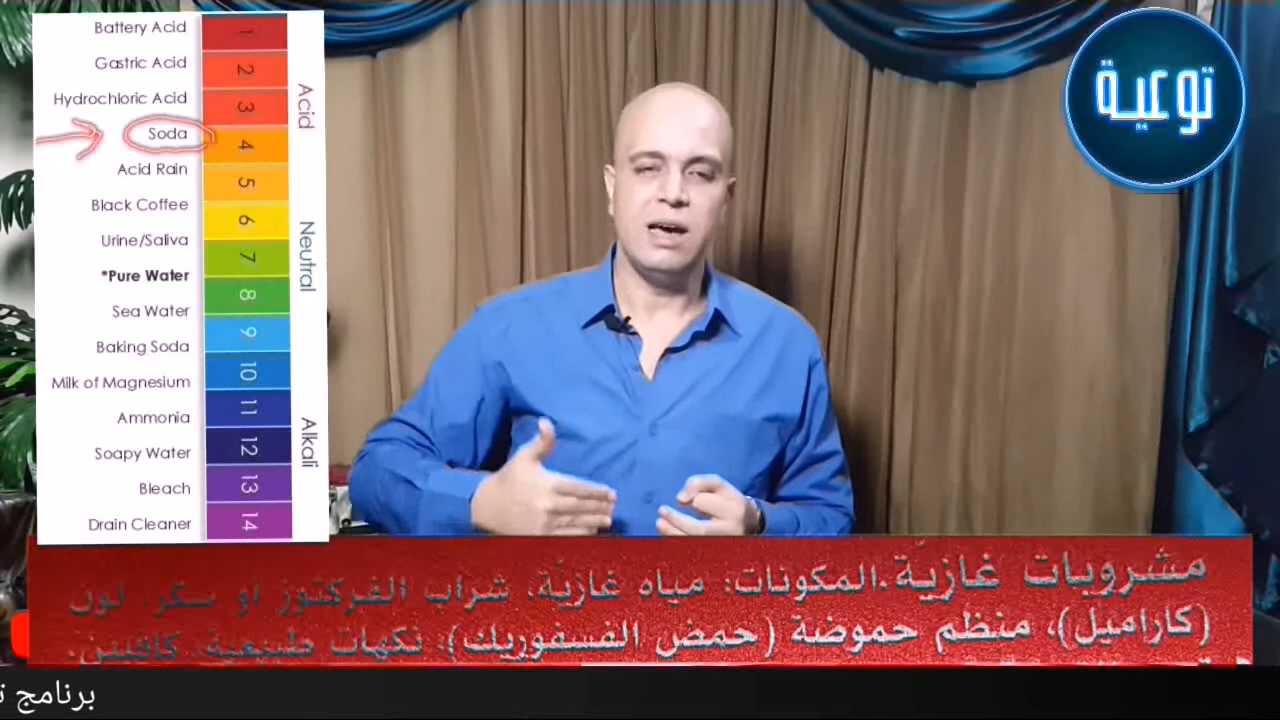 Battery Acid 1
Gastric Acid 2
Hydrochloric Acid 3
Soda 4
Acid Rain 5
Black Coffee 6
Urine/Saliva 7
*Pure Water 8
Sea Water 9
Baking Soda 10
Milk of Magnesium 11
Ammonia 12
Soapy Water 13
Bleach 14
Drain Cleaner
Acid
Neutral
Alkali
توعية
مشروبات غازيّة.المكونات: مياه غازيّة، شراب الفركتوز او سكر، لون
(كاراميل)، منظم حموضة (حمض الفسفوريك)، نكهات طبيعية، كافيين،
برنامج